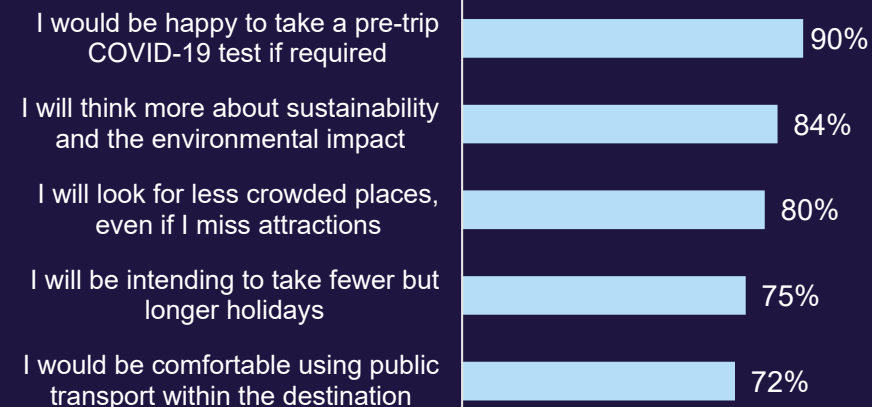 I would be happy to take a pre-trip
COVID-19 test if required
90%
I will think more about sustainability
and the environmental impact
84%
I will look for less crowded places,
even if I miss attractions
80%
I will be intending to take fewer but
longer holidays
75%
I would be comfortable using public
transport within the destination
72%